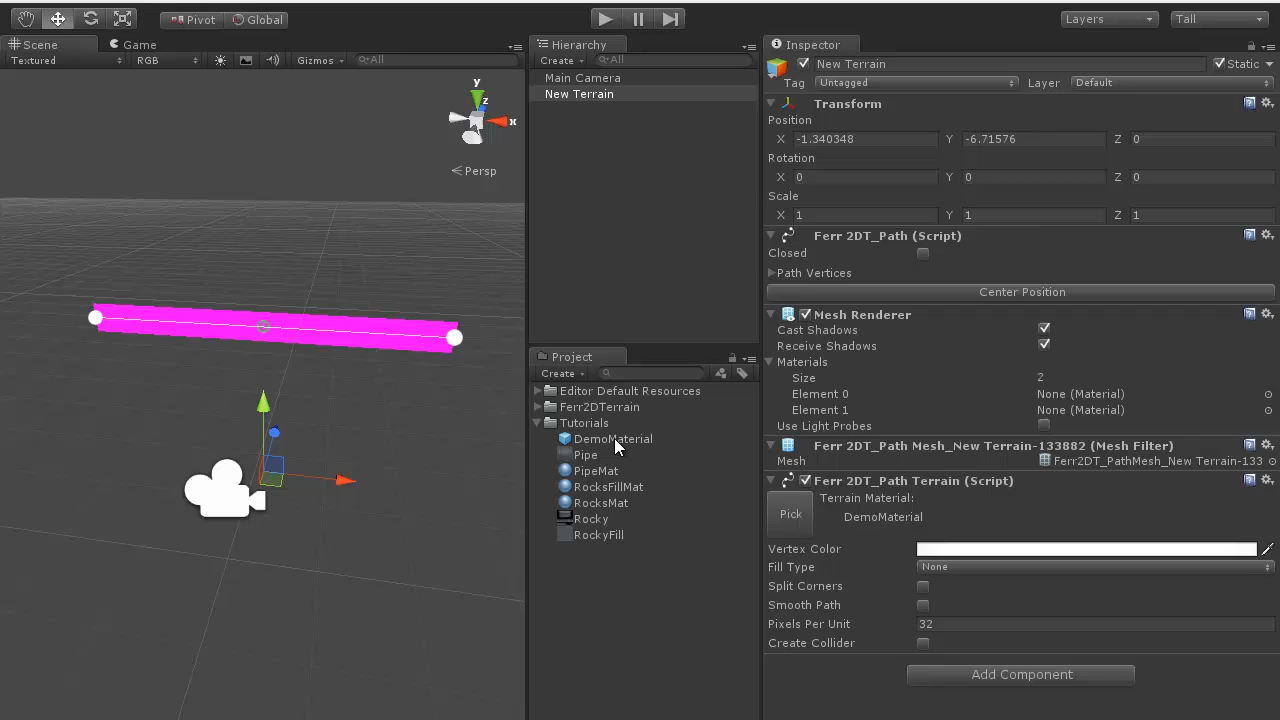 Pivot Global Layers Tall
Scene Game Hierarchy Inspector
Textured RGB Gizmos All Create All
New Terrain Static
Tag Untagged Layer Default
Main Camera
New Terrain
y
z
x
Persp
Transform
Position
X -1.340348 Y -6.71576 Z 0
Rotation
X 0 Y 0 Z 0
Scale
X 1 Y 1 Z 1
Ferr 2DT_Path (Script)
Closed
Path Vertices
Center Position
Mesh Renderer
Cast Shadows
Receive Shadows
Materials
Size 2
Element 0 None (Material)
Element 1 None (Material)
Use Light Probes
Ferr 2DT_Path Mesh_New Terrain-133882 (Mesh Filter)
Mesh Ferr2DT_PathMesh_New Terrain-133
Ferr 2DT_Path Terrain (Script)
Pick
Terrain Material:
DemoMaterial
Vertex Color
Fill Type None
Split Corners
Smooth Path
Pixels Per Unit 32
Create Collider
Add Component
Project
Create
Editor Default Resources
Ferr2DTerrain
Tutorials
DemoMaterial
Pipe
PipeMat
RocksFillMat
RocksMat
Rocky
RockyFill